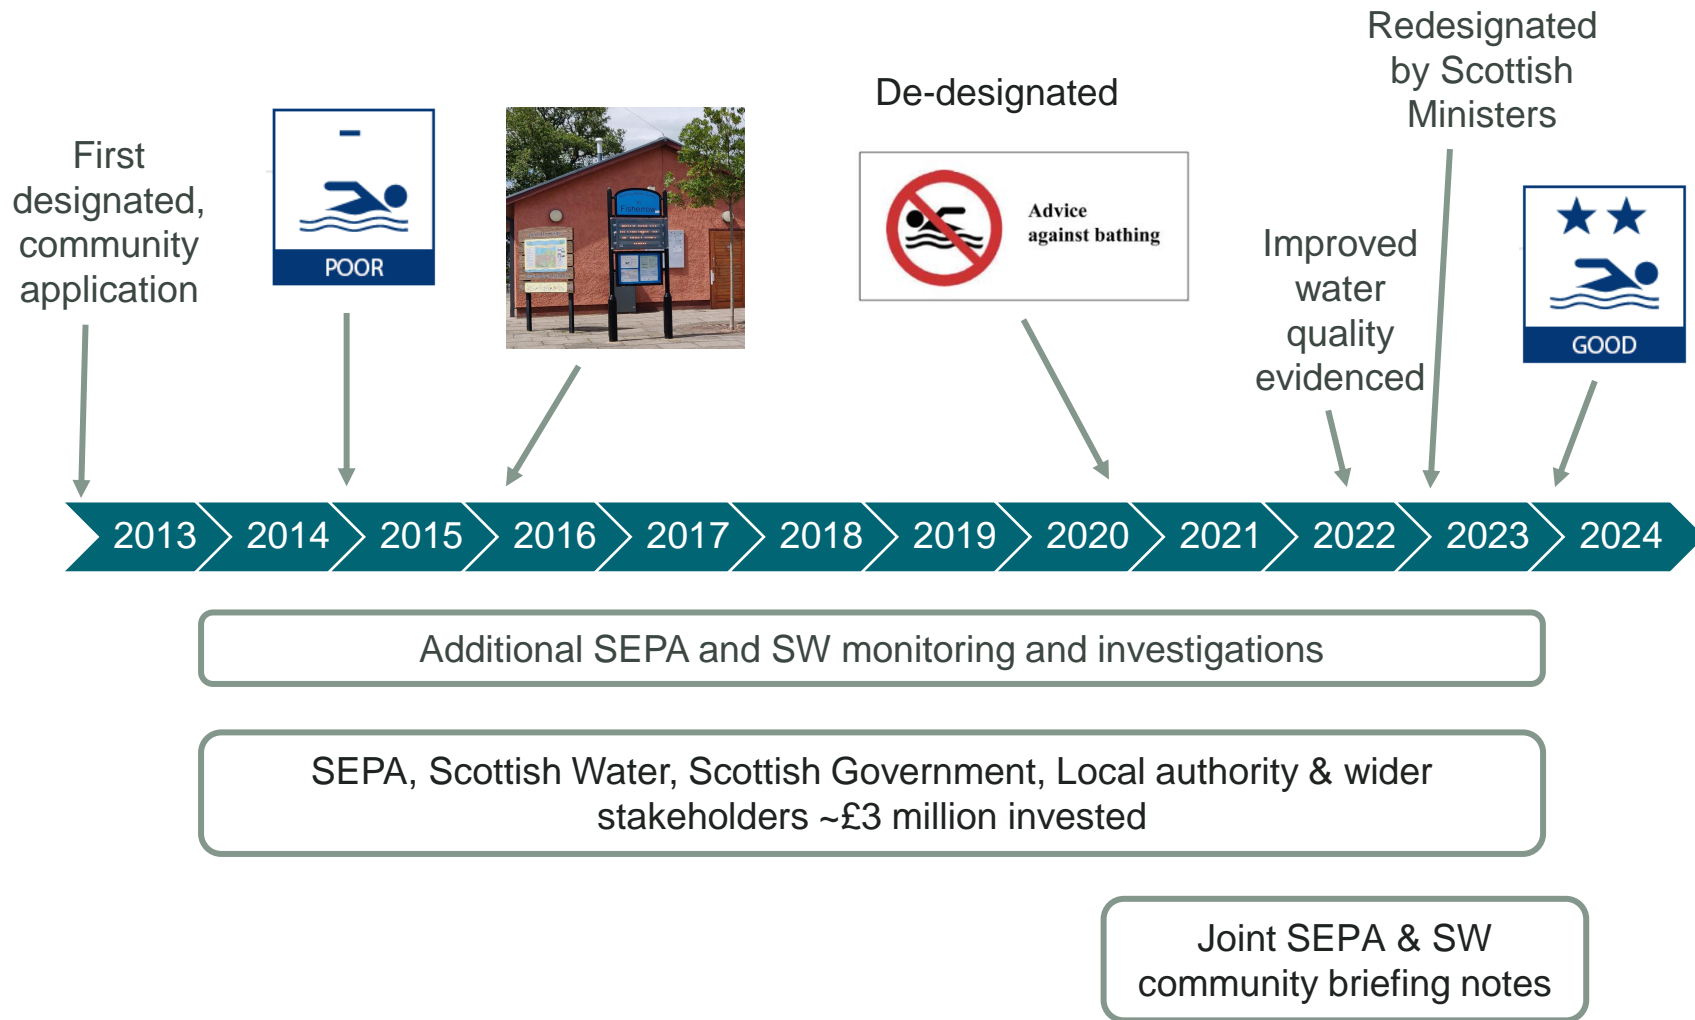 First
designated,
community
application
POOR
Fisherrow
De-designated
Advice
against bathing
Improved
water
quality
evidenced
Redesignated
by Scottish
Ministers
GOOD
2013
2014
2015
2016
2017
2018
2019
2020
2021
2022
2023
2024
Additional SEPA and SW monitoring and investigations
SEPA, Scottish Water, Scottish Government, Local authority & wider
stakeholders ~£3 million invested
Joint SEPA & SW
community briefing notes